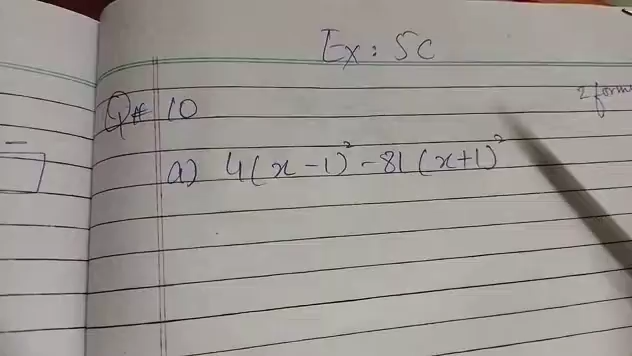 Ex: 5C
Q# 10
a) 4(x-1)² - 81(x+1)²